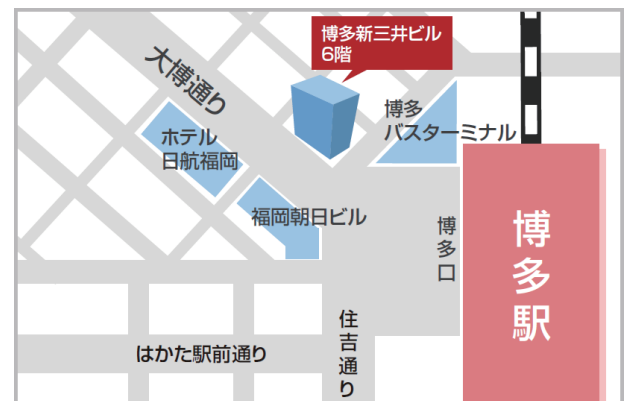 博多新三井ビル
6階
大博通り
博多
バスターミナル
ホテル
日航福岡
福岡朝日ビル
博多口
博多駅
住吉通り
はかた駅前通り